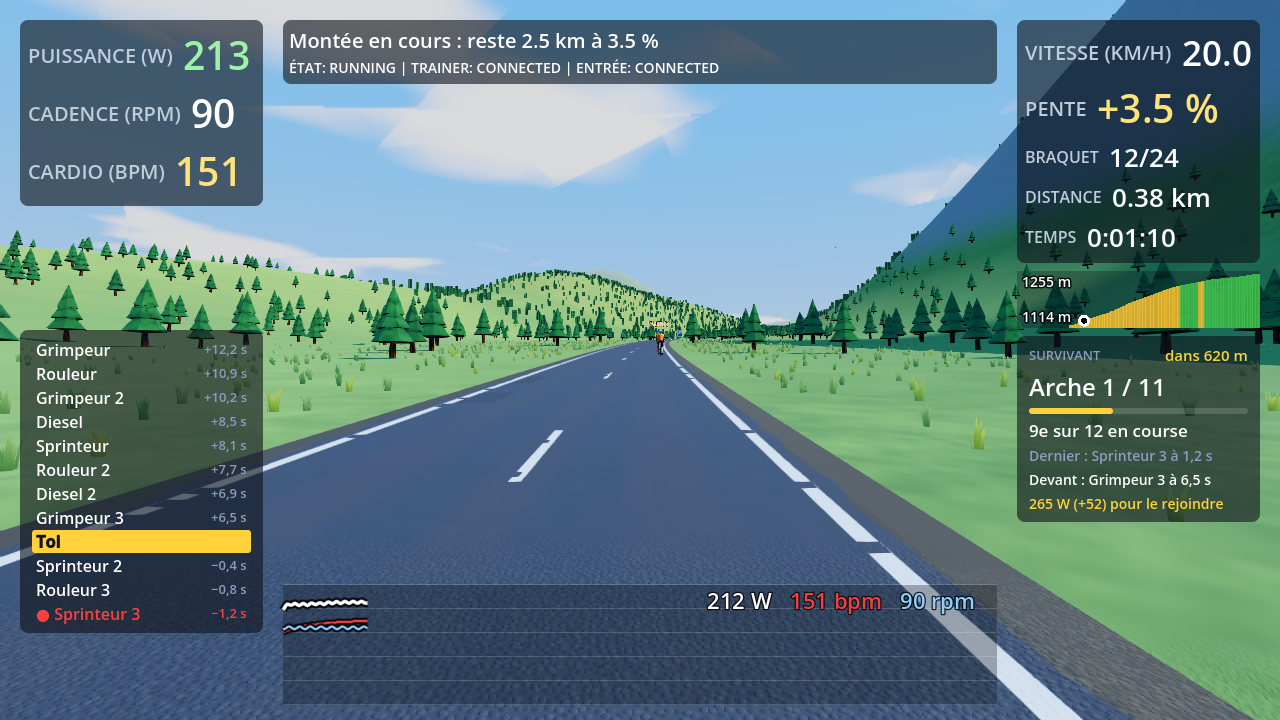 PUISSANCE (W) 213
CADENCE (RPM) 90
CARDIO (BPM) 151
Montée en cours : reste 2.5 km à 3.5 %
ÉTAT: RUNNING | TRAINER: CONNECTED | ENTRÉE: CONNECTED
VITESSE (KM/H) 20.0
PENTE +3.5 %
BRAQUET 12/24
DISTANCE 0.38 km
TEMPS 0:01:10
1255 m
1114 m
SURVIVANT dans 620 m
Arche 1 / 11
9e sur 12 en course
Dernier : Sprinteur 3 à 1,2 s
Devant : Grimpeur 3 à 6,5 s
265 W (+52) pour le rejoindre
Grimpeur +12,2 s
Rouleur +10,9 s
Grimpeur 2 +10,2 s
Diesel +8,5 s
Sprinteur +8,1 s
Rouleur 2 +7,7 s
Diesel 2 +6,9 s
Grimpeur 3 +6,5 s
Tol
Sprinteur 2 −0,4 s
Rouleur 3 −0,8 s
Sprinteur 3 −1,2 s
212 W 151 bpm 90 rpm